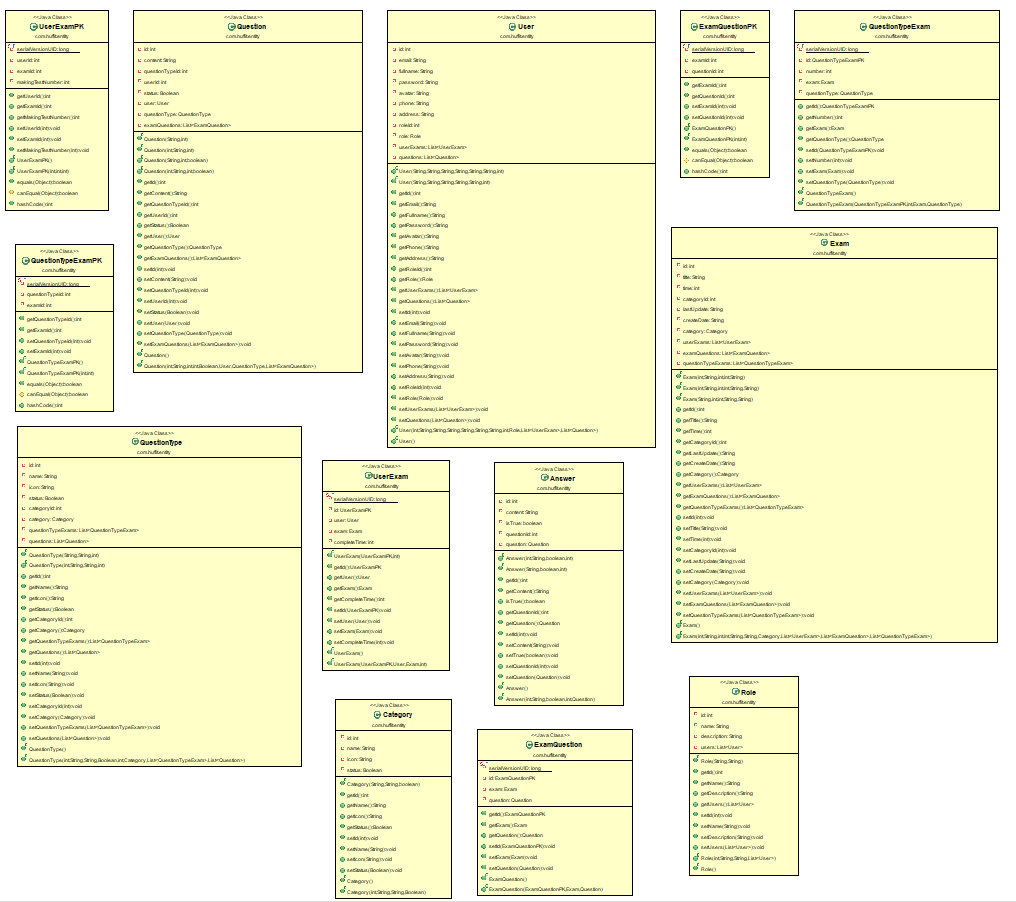 <<Java Class>>
UserExamPK
com.hufi.entity
serialVersionUID: long
userId: int
examId: int
makingTestNumber: int
getUserId():int
getExamId():int
getMakingTestNumber():int
setUserId(int):void
setExamId(int):void
setMakingTestNumber(int):void
UserExamPK()
UserExamPK(int,int,int)
equals(Object):boolean
canEqual(Object):boolean
hashCode():int
<<Java Class>>
Question
com.hufi.entity
id: int
content: String
questionTypeId: int
userId: int
status: Boolean
user: User
questionType: QuestionType
examQuestions: List<ExamQuestion>
Question(String,int)
Question(int,String,int)
Question(String,int,boolean)
Question(int,String,int,boolean)
getId():int
getContent():String
getQuestionTypeId():int
getUserId():int
getStatus():Boolean
getUser():User
getQuestionType():QuestionType
getExamQuestions():List<ExamQuestion>
setId(int):void
setContent(String):void
setQuestionTypeId(int):void
setUserId(int):void
setStatus(Boolean):void
setUser(User):void
setQuestionType(QuestionType):void
setExamQuestions(List<ExamQuestion>):void
Question()
Question(int,String,int,int,Boolean,User,QuestionType,List<ExamQuestion>)
<<Java Class>>
User
com.hufi.entity
id: int
email: String
fullname: String
password: String
avatar: String
phone: String
address: String
roleId: int
role: Role
userExams: List<UserExam>
questions: List<Question>
User(String,String,String,String,String,String,int)
User(String,String,String,String,String,int)
getId():int
getEmail():String
getFullname():String
getPassword():String
getAvatar():String
getPhone():String
getAddress():String
getRoleId():int
getRole():Role
getUserExams():List<UserExam>
getQuestions():List<Question>
setId(int):void
setEmail(String):void
setFullname(String):void
setPassword(String):void
setAvatar(String):void
setPhone(String):void
setAddress(String):void
setRoleId(int):void
setRole(Role):void
setUserExams(List<UserExam>):void
setQuestions(List<Question>):void
User(int,String,String,String,String,String,String,int,Role,List<UserExam>,List<Question>)
User()
<<Java Class>>
ExamQuestionPK
com.hufi.entity
serialVersionUID: long
examId: int
questionId: int
getExamId():int
getQuestionId():int
setExamId(int):void
setQuestionId(int):void
ExamQuestionPK()
ExamQuestionPK(int,int)
equals(Object):boolean
canEqual(Object):boolean
hashCode():int
<<Java Class>>
QuestionTypeExam
com.hufi.entity
serialVersionUID: long
id: QuestionTypeExamPK
number: int
exam: Exam
questionType: QuestionType
getId():QuestionTypeExamPK
getNumber():int
getExam():Exam
getQuestionType():QuestionType
setId(QuestionTypeExamPK):void
setNumber(int):void
setExam(Exam):void
setQuestionType(QuestionType):void
QuestionTypeExam()
QuestionTypeExam(QuestionTypeExamPK,int,Exam,QuestionType)
<<Java Class>>
QuestionTypeExamPK
com.hufi.entity
serialVersionUID: long
questionTypeId: int
examId: int
getQuestionTypeId():int
getExamId():int
setQuestionTypeId(int):void
setExamId(int):void
QuestionTypeExamPK()
QuestionTypeExamPK(int,int)
equals(Object):boolean
canEqual(Object):boolean
hashCode():int
<<Java Class>>
Exam
com.hufi.entity
id: int
title: String
time: int
categoryId: int
lastUpdate: String
createDate: String
category: Category
userExams: List<UserExam>
examQuestions: List<ExamQuestion>
questionTypeExams: List<QuestionTypeExam>
Exam(int,String,int,int,String)
Exam(int,String,int,int,String,String)
Exam(String,int,int,String,String)
getId():int
getTitle():String
getTime():int
getCategoryId():int
getLastUpdate():String
getCreateDate():String
getCategory():Category
getUserExams():List<UserExam>
getExamQuestions():List<ExamQuestion>
getQuestionTypeExams():List<QuestionTypeExam>
setId(int):void
setTitle(String):void
setTime(int):void
setCategoryId(int):void
setLastUpdate(String):void
setCreateDate(String):void
setCategory(Category):void
setUserExams(List<UserExam>):void
setExamQuestions(List<ExamQuestion>):void
setQuestionTypeExams(List<QuestionTypeExam>):void
Exam()
Exam(int,String,int,int,String,String,Category,List<UserExam>,List<ExamQuestion>,List<QuestionTypeExam>)
<<Java Class>>
QuestionType
com.hufi.entity
id: int
name: String
icon: String
status: Boolean
categoryId: int
category: Category
questionTypeExams: List<QuestionTypeExam>
questions: List<Question>
QuestionType(String,String,int)
QuestionType(int,String,String,int)
getId():int
getName():String
getIcon():String
getStatus():Boolean
getCategoryId():int
getCategory():Category
getQuestionTypeExams():List<QuestionTypeExam>
getQuestions():List<Question>
setId(int):void
setName(String):void
setIcon(String):void
setStatus(Boolean):void
setCategoryId(int):void
setCategory(Category):void
setQuestionTypeExams(List<QuestionTypeExam>):void
setQuestions(List<Question>):void
QuestionType()
QuestionType(int,String,String,Boolean,int,Category,List<QuestionTypeExam>,List<Question>)
<<Java Class>>
UserExam
com.hufi.entity
serialVersionUID: long
id: UserExamPK
user: User
exam: Exam
completeTime: int
UserExam(UserExamPK,int)
getId():UserExamPK
getUser():User
getExam():Exam
getCompleteTime():int
setId(UserExamPK):void
setUser(User):void
setExam(Exam):void
setCompleteTime(int):void
UserExam()
UserExam(UserExamPK,User,Exam,int)
<<Java Class>>
Answer
com.hufi.entity
id: int
content: String
isTrue: boolean
questionId: int
question: Question
Answer(int,String,boolean,int)
Answer(String,boolean,int)
getId():int
getContent():String
isTrue():boolean
getQuestionId():int
getQuestion():Question
setId(int):void
setContent(String):void
setTrue(boolean):void
setQuestionId(int):void
setQuestion(Question):void
Answer()
Answer(int,String,boolean,int,Question)
<<Java Class>>
Category
com.hufi.entity
id: int
name: String
icon: String
status: Boolean
Category(String,String,boolean)
getId():int
getName():String
getIcon():String
getStatus():Boolean
setId(int):void
setName(String):void
setIcon(String):void
setStatus(Boolean):void
Category()
Category(int,String,String,Boolean)
<<Java Class>>
ExamQuestion
com.hufi.entity
serialVersionUID: long
id: ExamQuestionPK
exam: Exam
question: Question
getId():ExamQuestionPK
getExam():Exam
getQuestion():Question
setId(ExamQuestionPK):void
setExam(Exam):void
setQuestion(Question):void
ExamQuestion()
ExamQuestion(ExamQuestionPK,Exam,Question)
<<Java Class>>
Role
com.hufi.entity
id: int
name: String
description: String
users: List<User>
Role(String,String)
getId():int
getName():String
getDescription():String
getUsers():List<User>
setId(int):void
setName(String):void
setDescription(String):void
setUsers(List<User>):void
Role(int,String,String,List<User>)
Role()